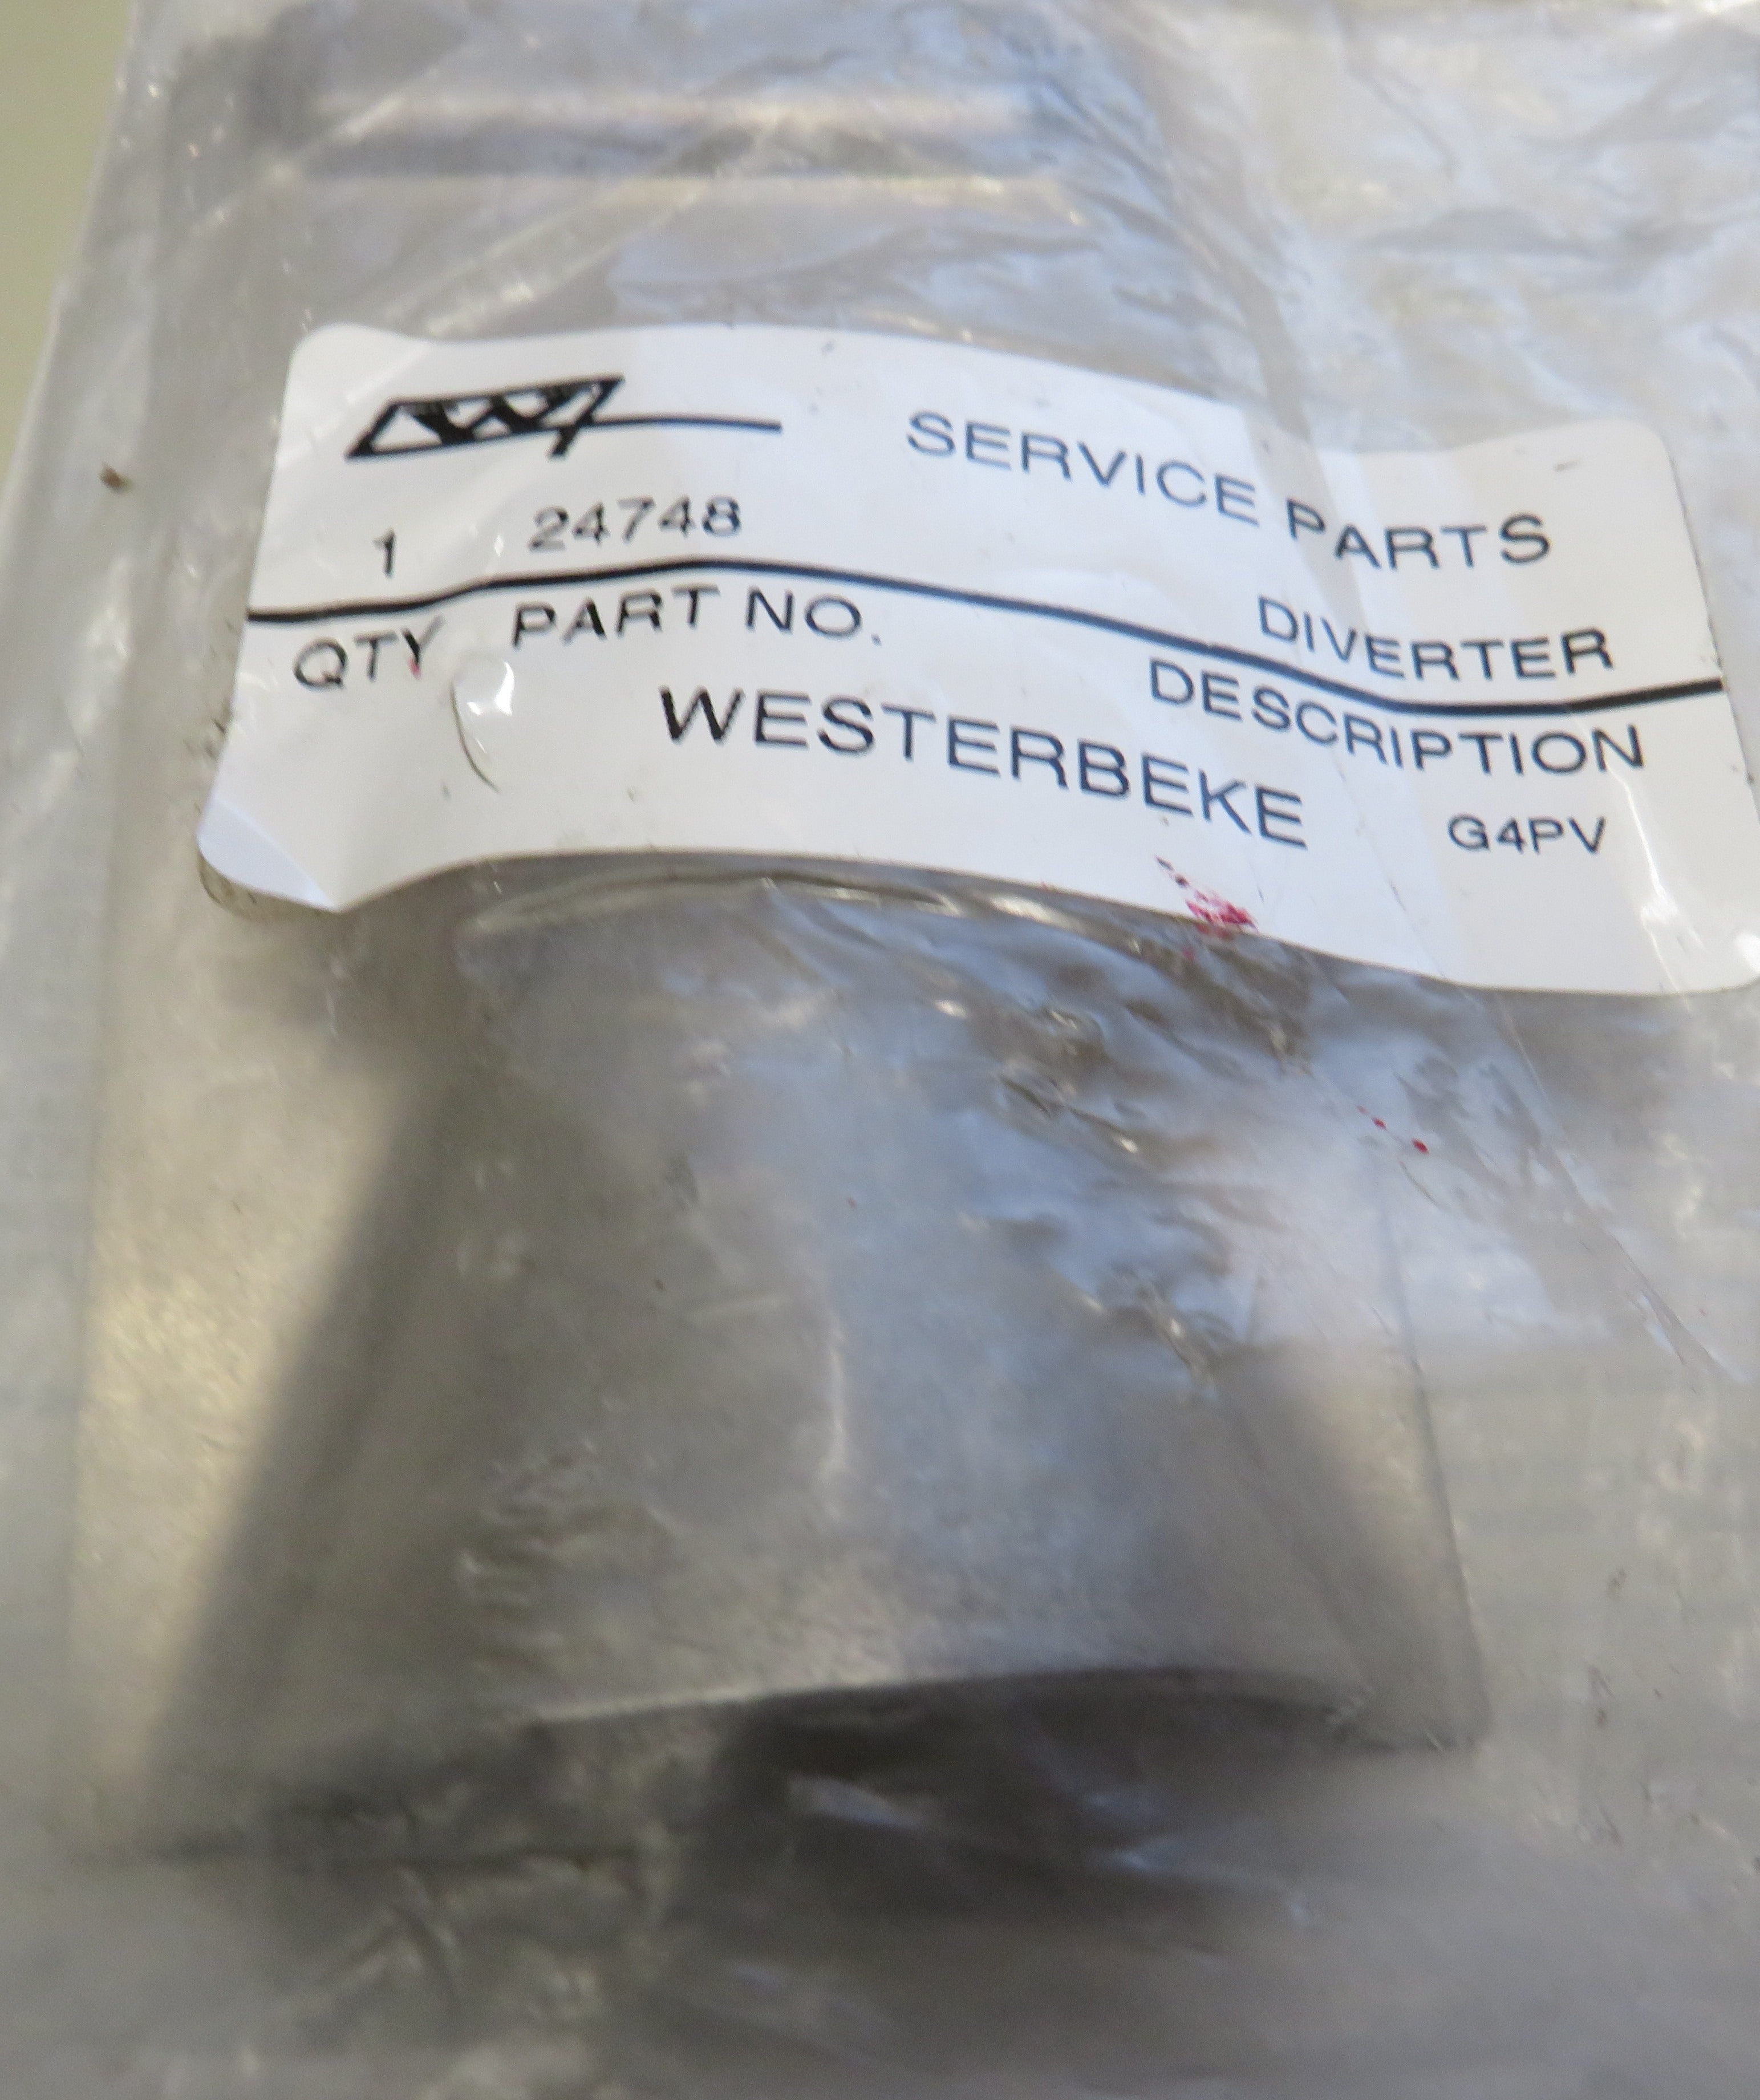 SERVICE PARTS
1 24748 DIVERTER
QTY PART NO. DESCRIPTION
WESTERBEKE G4PV